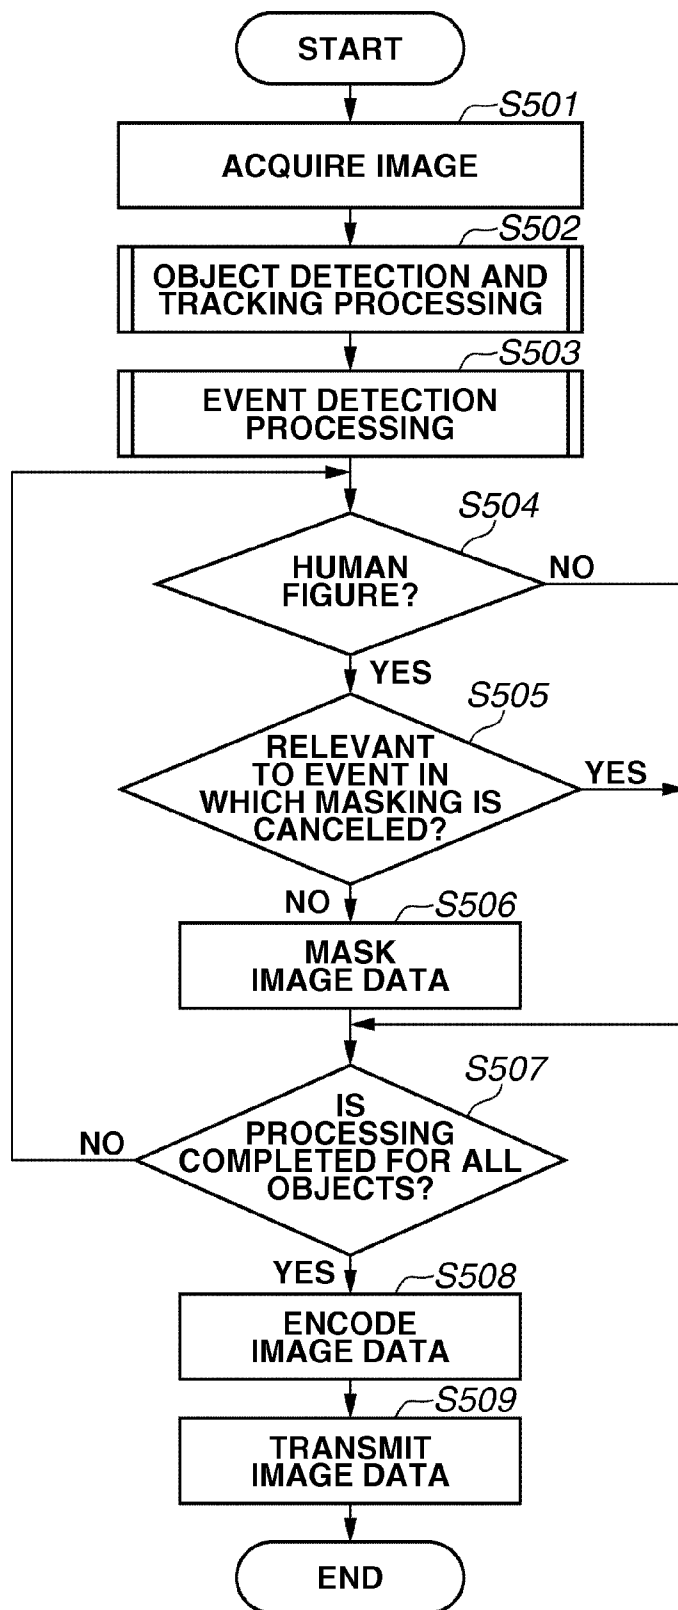 START
S501
ACQUIRE IMAGE
S502
OBJECT DETECTION AND
TRACKING PROCESSING
S503
EVENT DETECTION
PROCESSING
S504
HUMAN
FIGURE?
NO
YES
S505
RELEVANT
TO EVENT IN
WHICH MASKING IS
CANCELED?
YES
NO
S506
MASK
IMAGE DATA
S507
IS
PROCESSING
COMPLETED FOR ALL
OBJECTS?
NO
YES
S508
ENCODE
IMAGE DATA
S509
TRANSMIT
IMAGE DATA
END